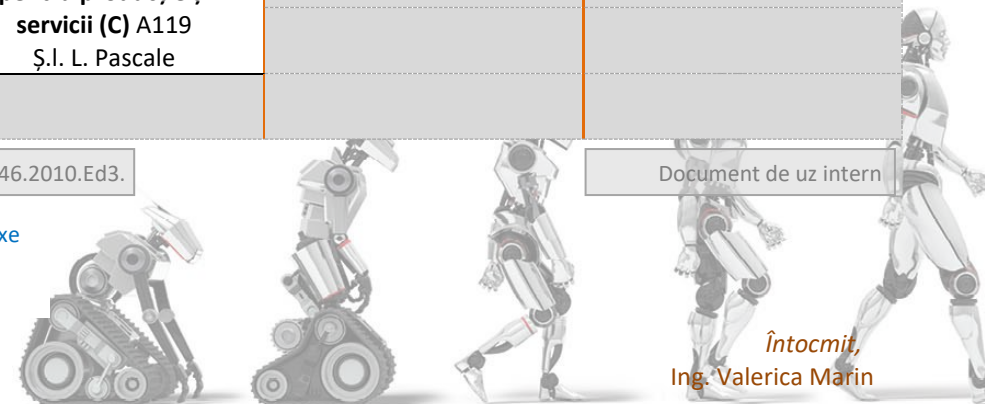 servicii (C) A119
Ș.l. L. Pascale
46.2010.Ed3.
Document de uz intern
xe
Întocmit,
Ing. Valerica Marin